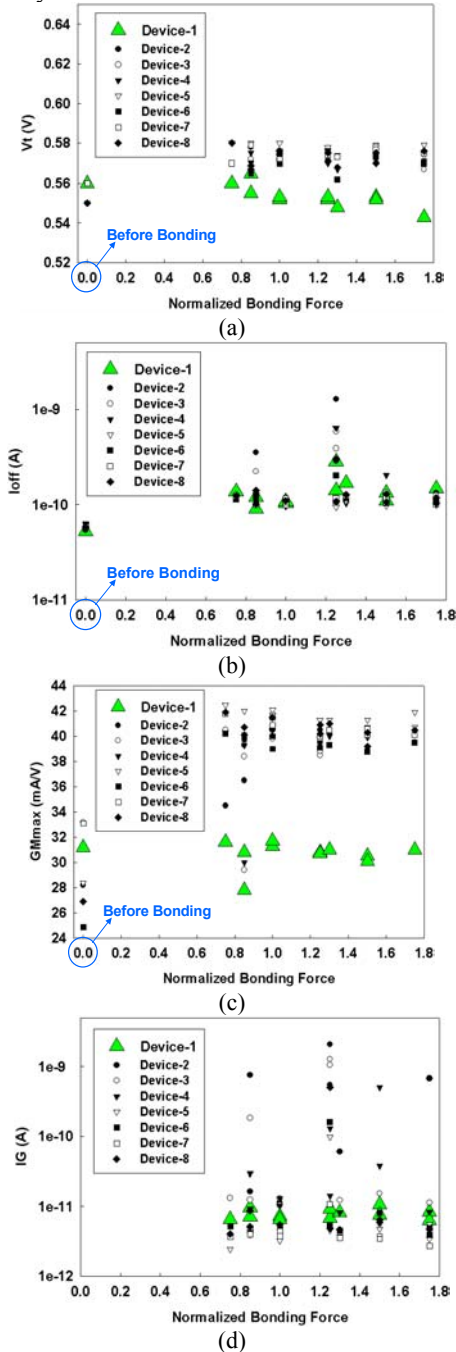 0.64
0.62
0.60
0.58
0.56
0.54
0.52
Vt (V)
Device-1
Device-2
Device-3
Device-4
Device-5
Device-6
Device-7
Device-8
Before Bonding
0.0 0.2 0.4 0.6 0.8 1.0 1.2 1.4 1.6 1.8
Normalized Bonding Force
(a)
1e-9
1e-10
1e-11
Ioff (A)
Device-1
Device-2
Device-3
Device-4
Device-5
Device-6
Device-7
Device-8
Before Bonding
0.0 0.2 0.4 0.6 0.8 1.0 1.2 1.4 1.6 1.8
Normalized Bonding Force
(b)
44
42
40
38
36
34
32
30
28
26
24
GMmax (mA/V)
Device-1
Device-2
Device-3
Device-4
Device-5
Device-6
Device-7
Device-8
Before Bonding
0.0 0.2 0.4 0.6 0.8 1.0 1.2 1.4 1.6 1.8
Normalized Bonding Force
(c)
1e-9
1e-10
1e-11
1e-12
IG (A)
Device-1
Device-2
Device-3
Device-4
Device-5
Device-6
Device-7
Device-8
0.0 0.2 0.4 0.6 0.8 1.0 1.2 1.4 1.6 1.8
Normalized Bonding Force
(d)